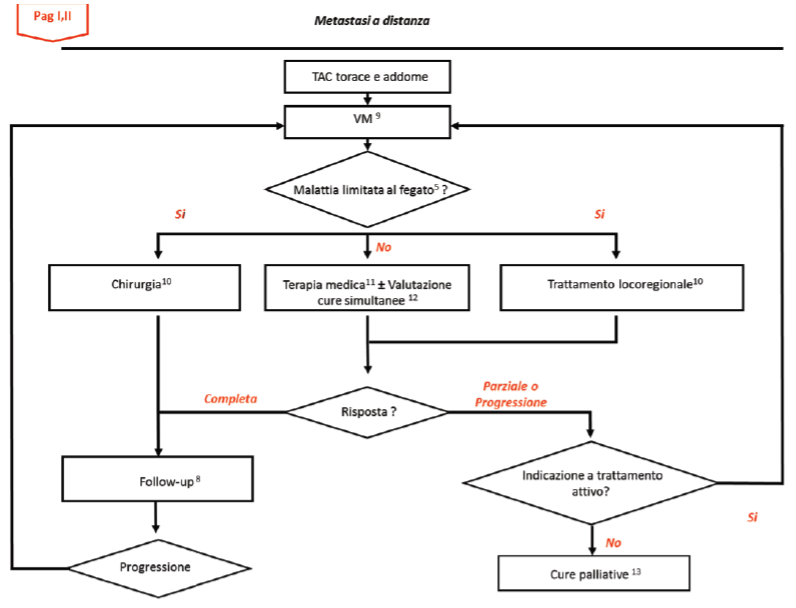 Pag I,II
Metastasi a distanza
TAC torace e addome
VM 9
Malattia limitata al fegato5 ?
Si
Si
No
Chirurgia10
Terapia medica11 ± Valutazione
cure simultanee 12
Trattamento locoregionale10
Completa
Risposta ?
Parziale o
Progressione
Follow-up 8
Indicazione a trattamento
attivo?
Si
No
Progressione
Cure palliative 13